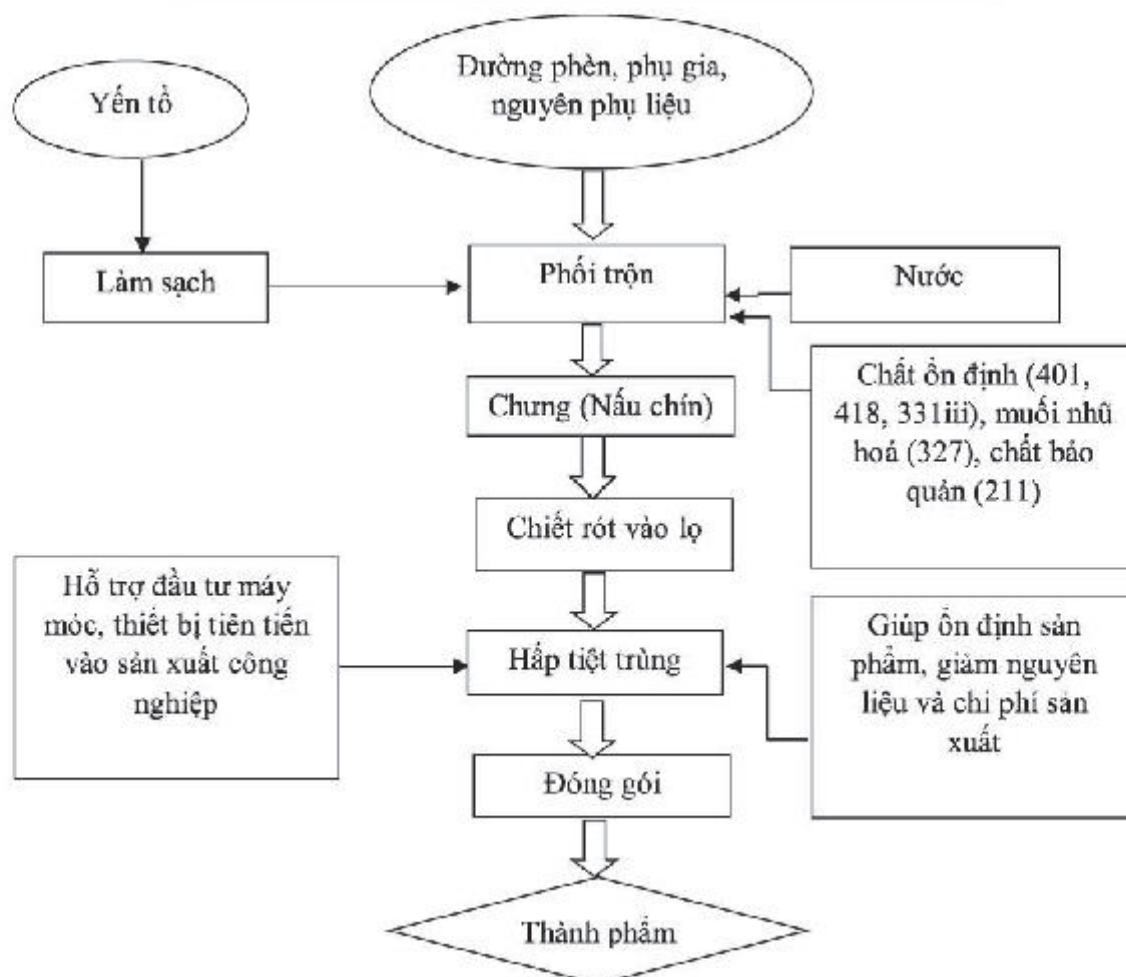 Yến tổ
Đường phèn, phụ gia,
nguyên phụ liệu
Làm sạch
Phối trộn
Nước
Chưng (Nấu chín)
Chất ổn định (401,
418, 331iii), muối nhũ
hoá (327), chất bảo
quản (211)
Chiết rót vào lọ
Hỗ trợ đầu tư máy
móc, thiết bị tiên tiến
vào sản xuất công
nghiệp
Hấp tiệt trùng
Giúp ổn định sản
phẩm, giảm nguyên
liệu và chi phí sản
xuất
Đóng gói
Thành phẩm